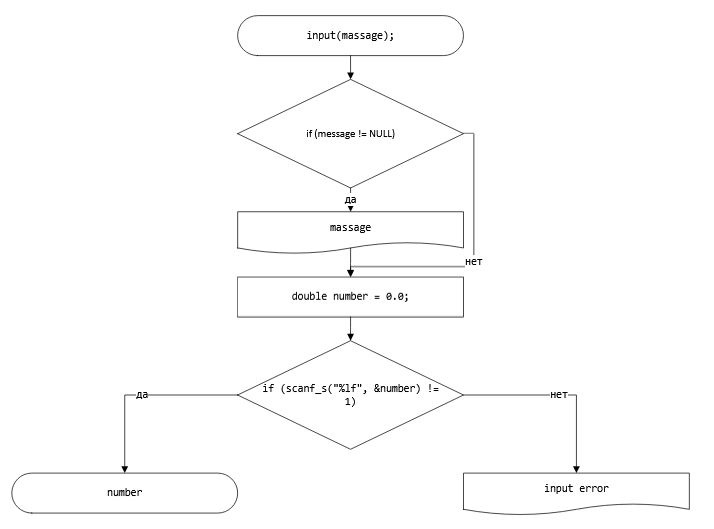 input(massage);
if (message != NULL)
да
massage
нет
double number = 0.0;
if (scanf_s("%lf", &number) !=
1)
да
нет
number
input error